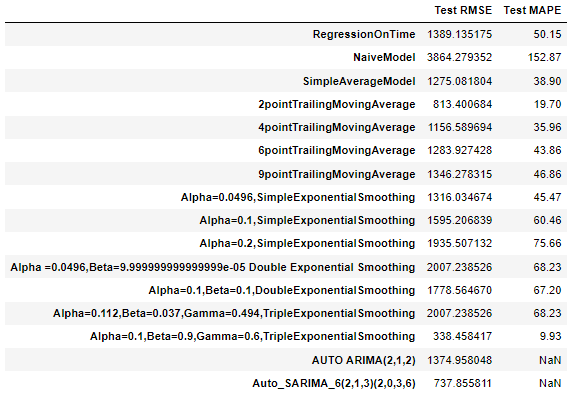 Test RMSE Test MAPE
RegressionOnTime 1389.135175 50.15
NaiveModel 3864.279352 152.87
SimpleAverageModel 1275.081804 38.90
2pointTrailingMovingAverage 813.400684 19.70
4pointTrailingMovingAverage 1156.589694 35.96
6pointTrailingMovingAverage 1283.927428 43.86
9pointTrailingMovingAverage 1346.278315 46.86
Alpha=0.0496,SimpleExponentialSmoothing 1316.034674 45.47
Alpha=0.1,SimpleExponentialSmoothing 1595.206839 60.46
Alpha=0.2,SimpleExponentialSmoothing 1935.507132 75.66
Alpha =0.0496,Beta=9.999999999999999e-05 Double Exponential Smoothing 2007.238526 68.23
Alpha=0.1,Beta=0.1,DoubleExponentialSmoothing 1778.564670 67.20
Alpha=0.112,Beta=0.037,Gamma=0.494,TripleExponentialSmoothing 2007.238526 68.23
Alpha=0.1,Beta=0.9,Gamma=0.6,TripleExponentialSmoothing 338.458417 9.93
AUTO ARIMA(2,1,2) 1374.958048 NaN
Auto_SARIMA_6(2,1,3)(2,0,3,6) 737.855811 NaN